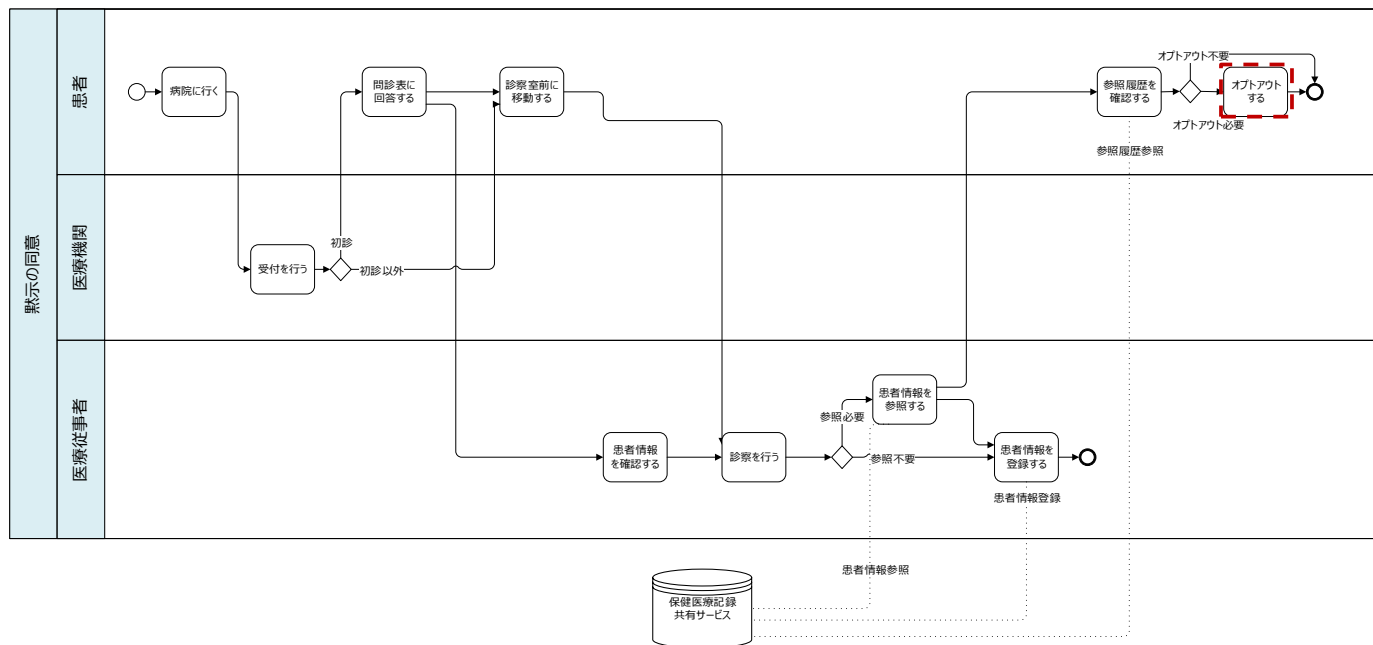 黙示の同意
患者
病院に行く
問診表に
回答する
診察室前に
移動する
参照履歴を
確認する
オプトアウト不要
オプトアウト
する
オプトアウト必要
参照履歴参照
医療機関
受付を行う
初診
初診以外
医療従事者
患者情報
を確認する
診察を行う
参照必要
参照不要
患者情報を
参照する
患者情報を
登録する
患者情報登録
患者情報参照
保健医療記録
共有サービス